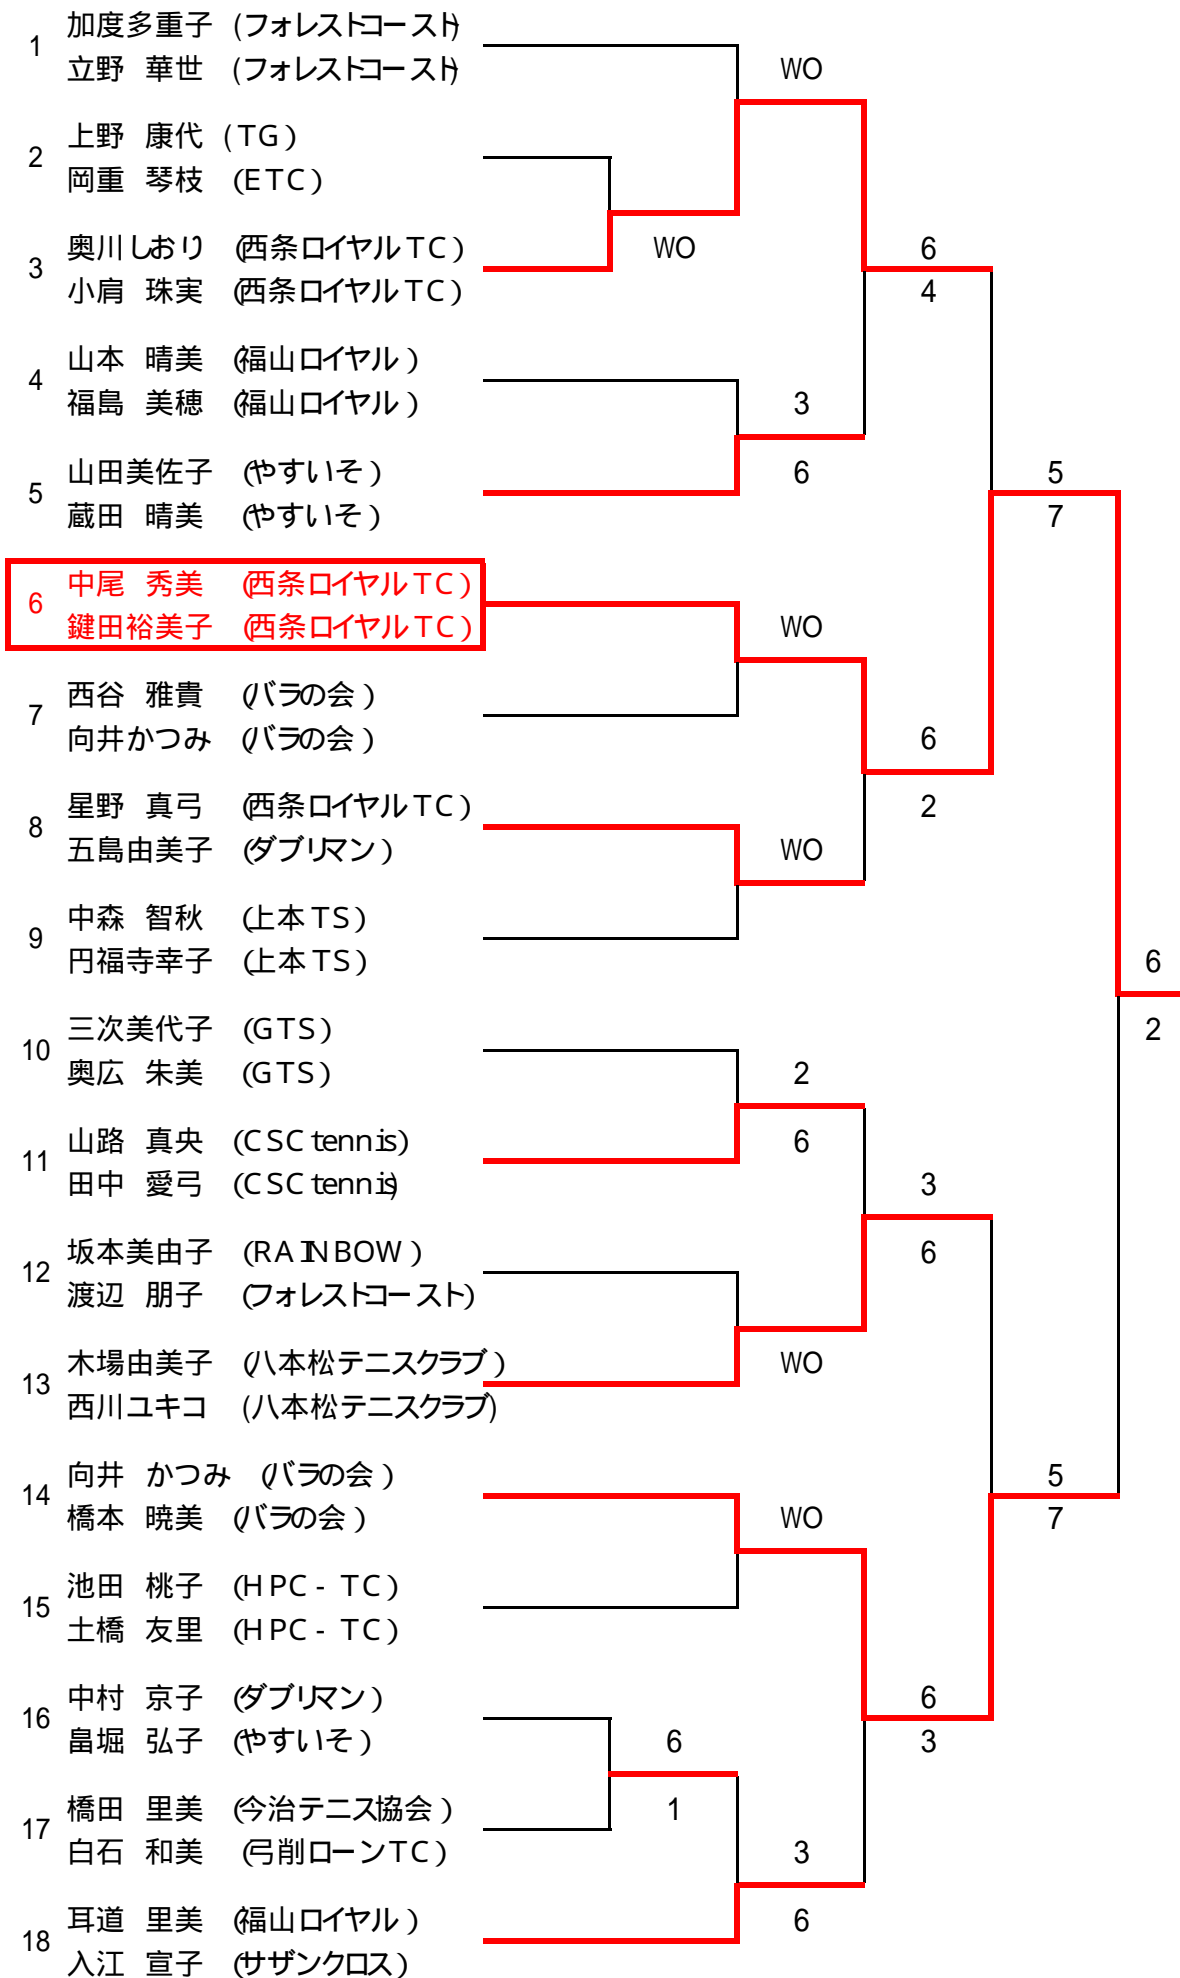 1
加度多重子 (フォレストコースト)
立野 華世 (フォレストコースト)
WO
2
上野 康代 (TG)
岡重 琴枝 (ETC)
3
奥川しおり (西条ロイヤルTC)
小肩 珠実 (西条ロイヤルTC)
WO
6
4
4
山本 晴美 (福山ロイヤル)
福島 美穂 (福山ロイヤル)
3
6
5
山田美佐子 (やすいそ)
蔵田 晴美 (やすいそ)
5
7
6
中尾 秀美 (西条ロイヤルTC)
鍵田裕美子 (西条ロイヤルTC)
WO
7
西谷 雅貴 (バラの会)
向井かつみ (バラの会)
6
2
8
星野 真弓 (西条ロイヤルTC)
五島由美子 (ダブリマン)
WO
9
中森 智秋 (上本TS)
円福寺幸子 (上本TS)
6
2
10
三次美代子 (GTS)
奥広 朱美 (GTS)
2
6
11
山路 真央 (CSC tennis)
田中 愛弓 (CSC tennis)
3
6
12
坂本美由子 (RAINBOW)
渡辺 朋子 (フォレストコースト)
13
木場由美子 (八本松テニスクラブ)
西川ユキコ (八本松テニスクラブ)
WO
14
向井 かつみ (バラの会)
橋本 暁美 (バラの会)
WO
5
7
15
池田 桃子 (HPC- TC)
土橋 友里 (HPC- TC)
16
中村 京子 (ダブリマン)
畠堀 弘子 (やすいそ)
6
1
6
3
17
橋田 里美 (今治テニス協会)
白石 和美 (弓削ローンTC)
3
6
18
耳道 里美 (福山ロイヤル)
入江 宣子 (サザンクロス)